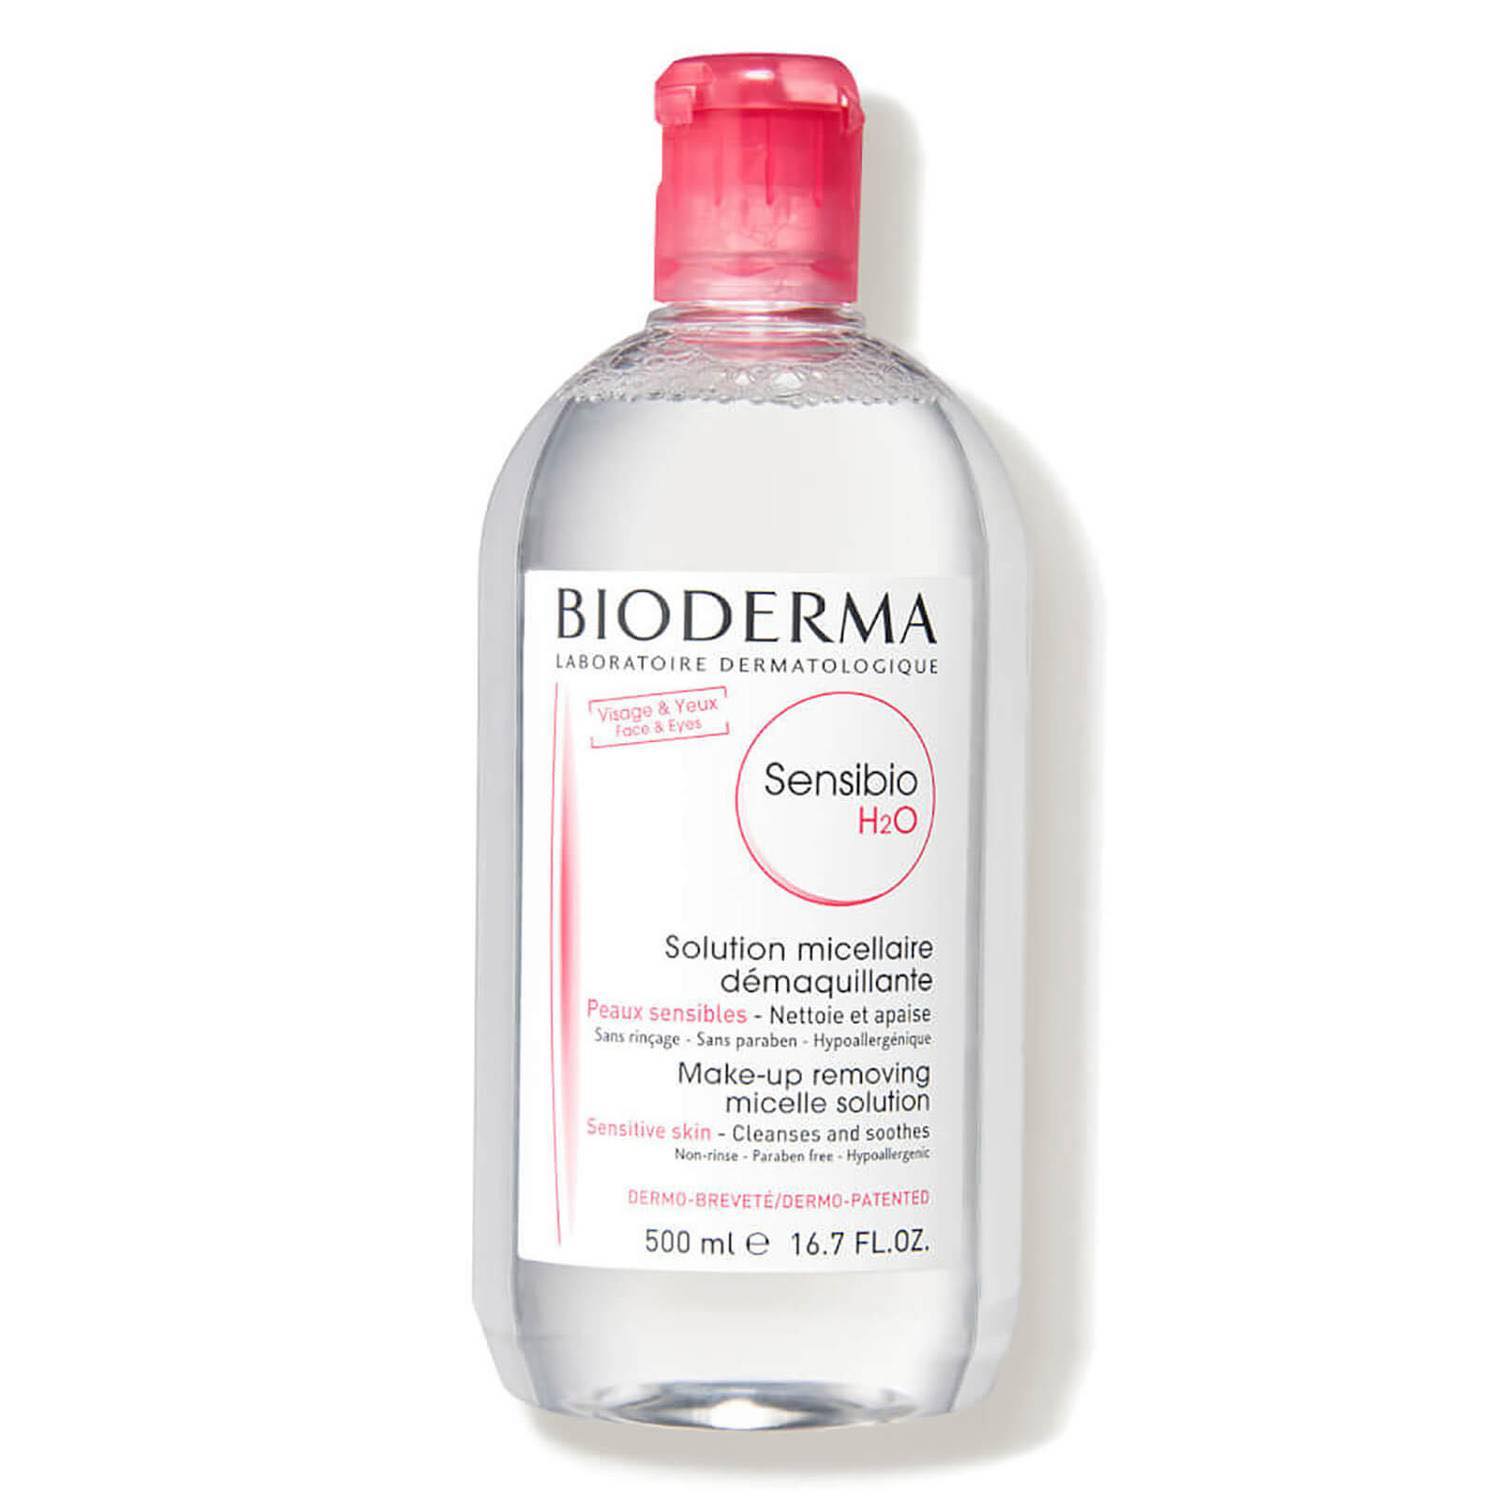 BIODERMA
LABORATOIRE DERMATOLOGIQUE
Visage & Yeux
Face & Eyes
Sensibio
H2O
Solution micellaire
démaquillante
Peaux sensibles - Nettoie et apaise
Sans rinçage - Sans paraben - Hypoallergénique
Make-up removing
micelle solution
Sensitive skin - Cleanses and soothes
Non-rinse - Paraben free - Hypoallergenic
DERMO-BREVETÉ/DERMO-PATENTED
500 ml ℮ 16.7 FL.OZ.